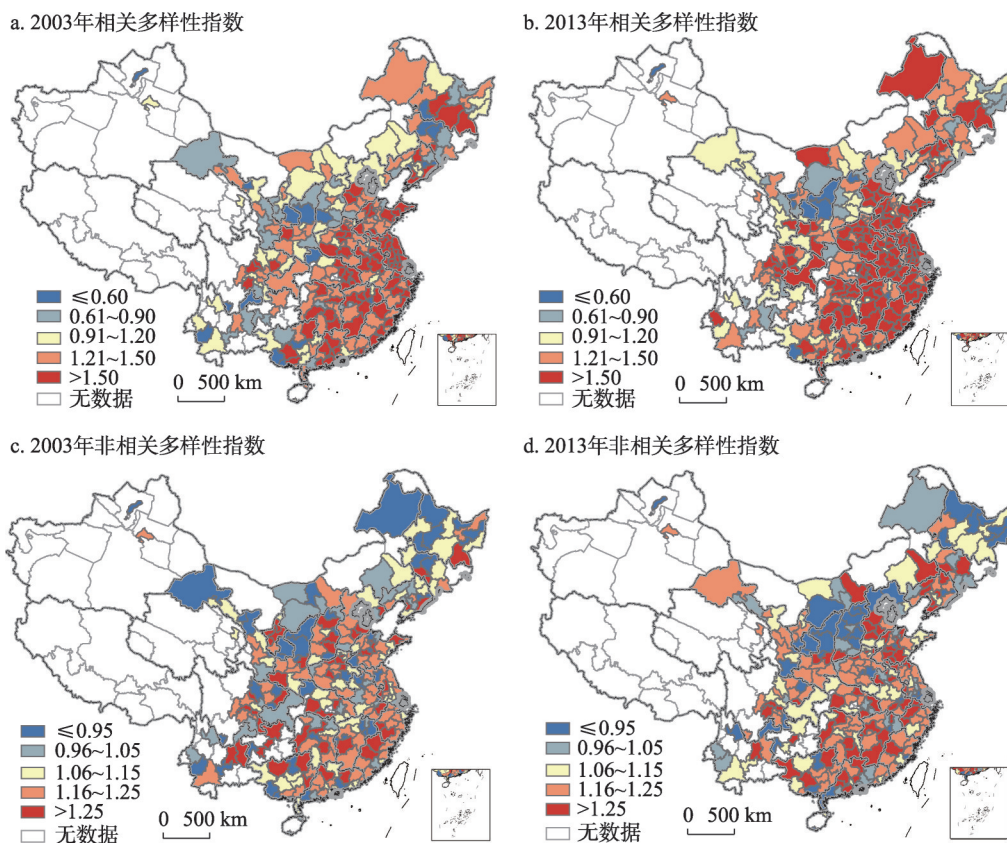 a. 2003年相关多样性指数
≤0.60
0.61~0.90
0.91~1.20
1.21~1.50
>1.50
无数据
0 500 km
b. 2013年相关多样性指数
≤0.60
0.61~0.90
0.91~1.20
1.21~1.50
>1.50
无数据
0 500 km
c. 2003年非相关多样性指数
≤0.95
0.96~1.05
1.06~1.15
1.16~1.25
>1.25
无数据
0 500 km
d. 2013年非相关多样性指数
≤0.95
0.96~1.05
1.06~1.15
1.16~1.25
>1.25
无数据
0 500 km